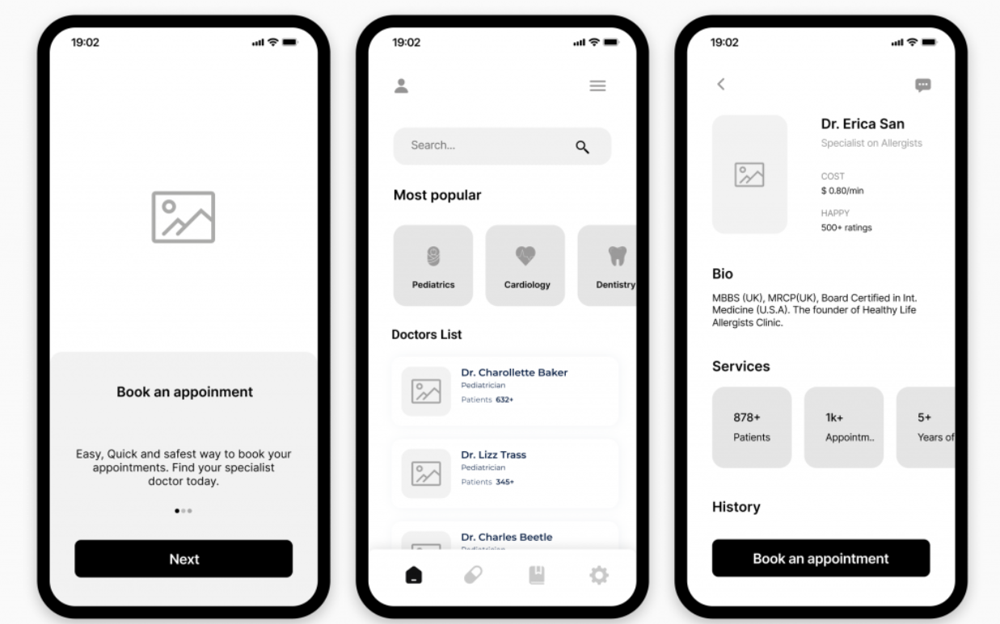 19:02
Book an appoinment
Easy, Quick and safest way to book your
appointments. Find your specialist
doctor today.
Next
19:02
Search...
Most popular
Pediatrics
Cardiology
Dentistry
Doctors List
Dr. Charollette Baker
Pediatrician
Patients 632+
Dr. Lizz Trass
Pediatrician
Patients 345+
Dr. Charles Beetle
Pediatrician
19:02
Dr. Erica San
Specialist on Allergists
COST
$ 0.80/min
HAPPY
500+ ratings
Bio
MBBS (UK), MRCP(UK), Board Certified in Int.
Medicine (U.S.A). The founder of Healthy Life
Allergists Clinic.
Services
878+
Patients
1k+
Appointm..
5+
Years of
History
Book an appointment